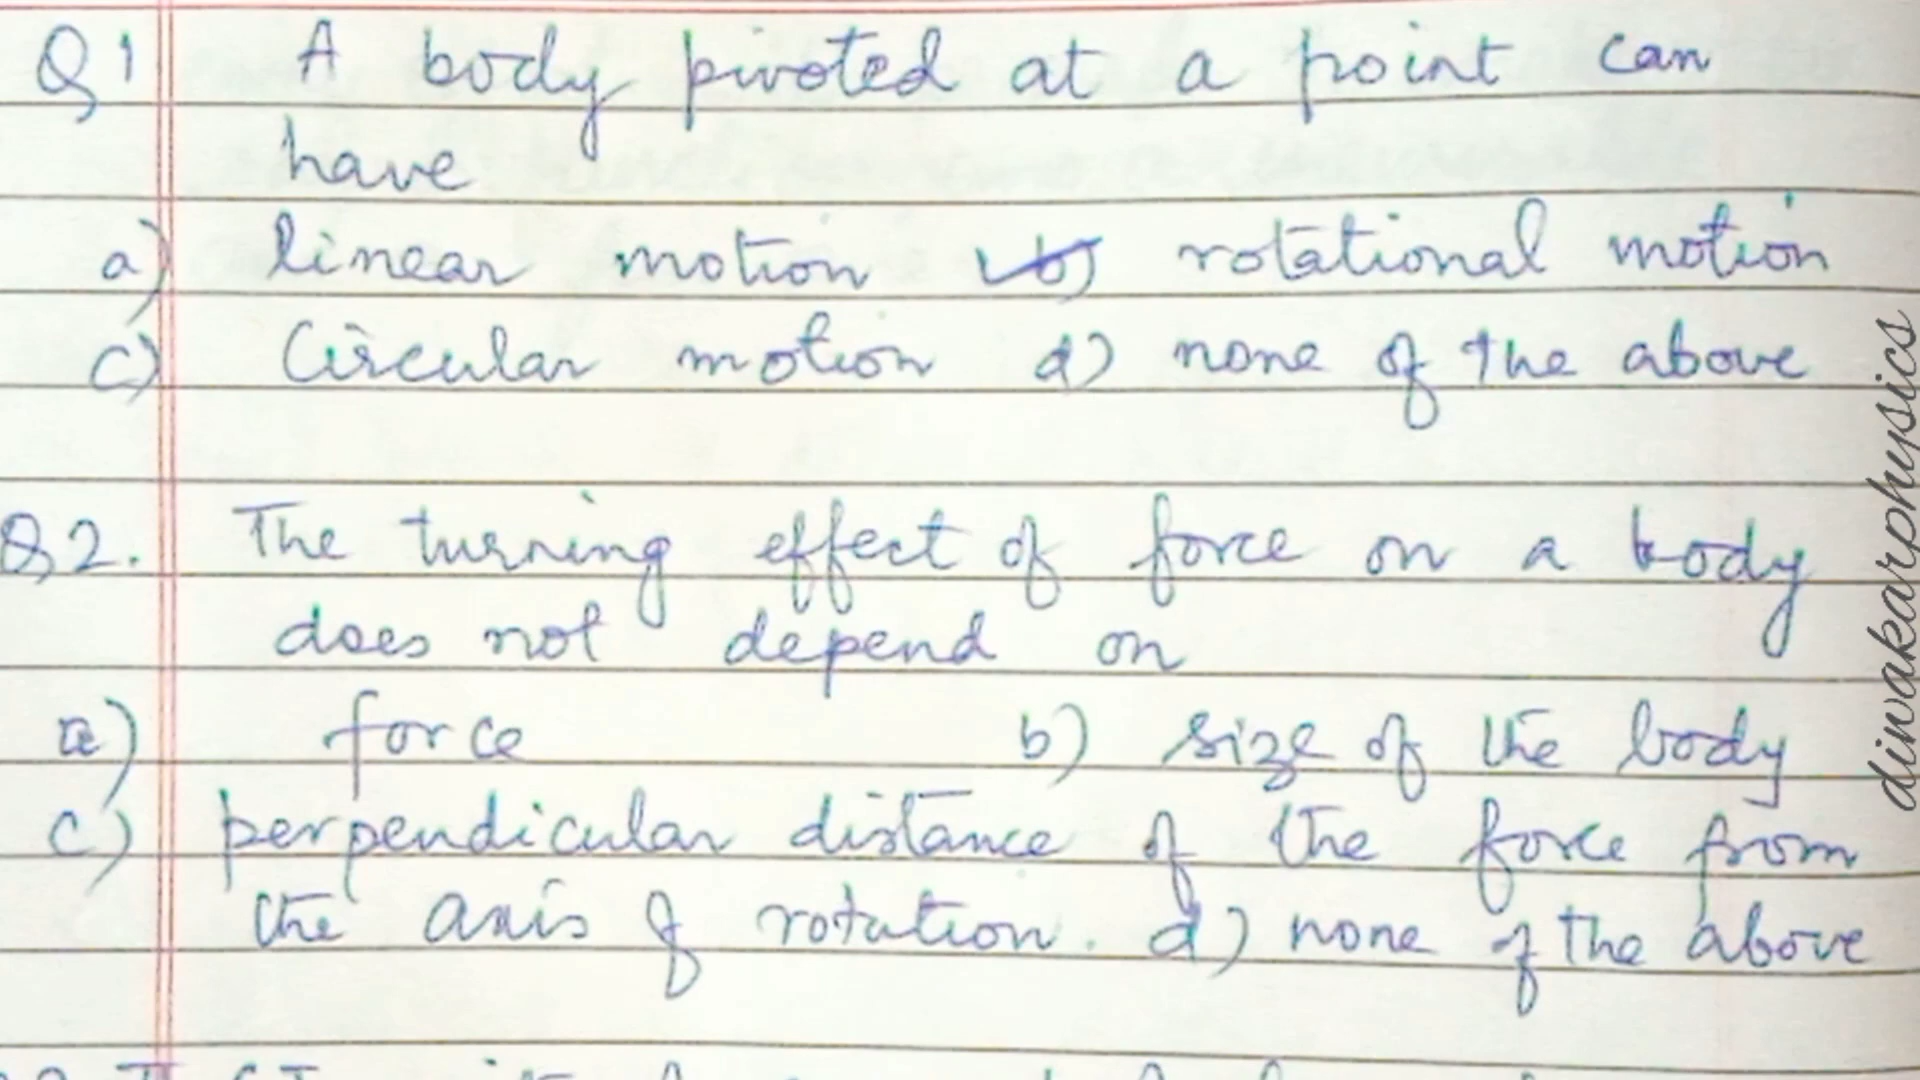 Q1 A body pivoted at a point can
have
a) linear motion b) rotational motion
c) Circular motion d) none of the above
Q2. The turning effect of force on a body
does not depend on
a) force b) size of the body
c) perpendicular distance of the force from
the axis of rotation. d) none of the above
diwakarphysics